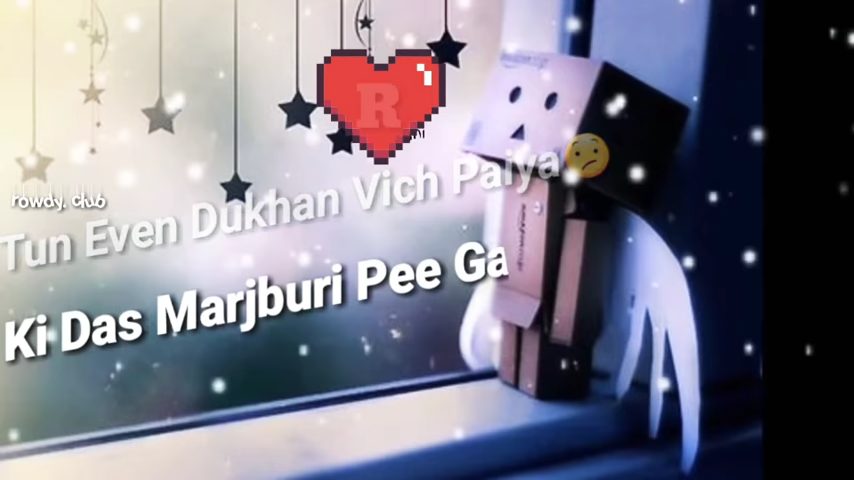 R
rowdy. club
Tun Even Dukhan Vich Paiya😕
Ki Das Marjburi Pee Ga